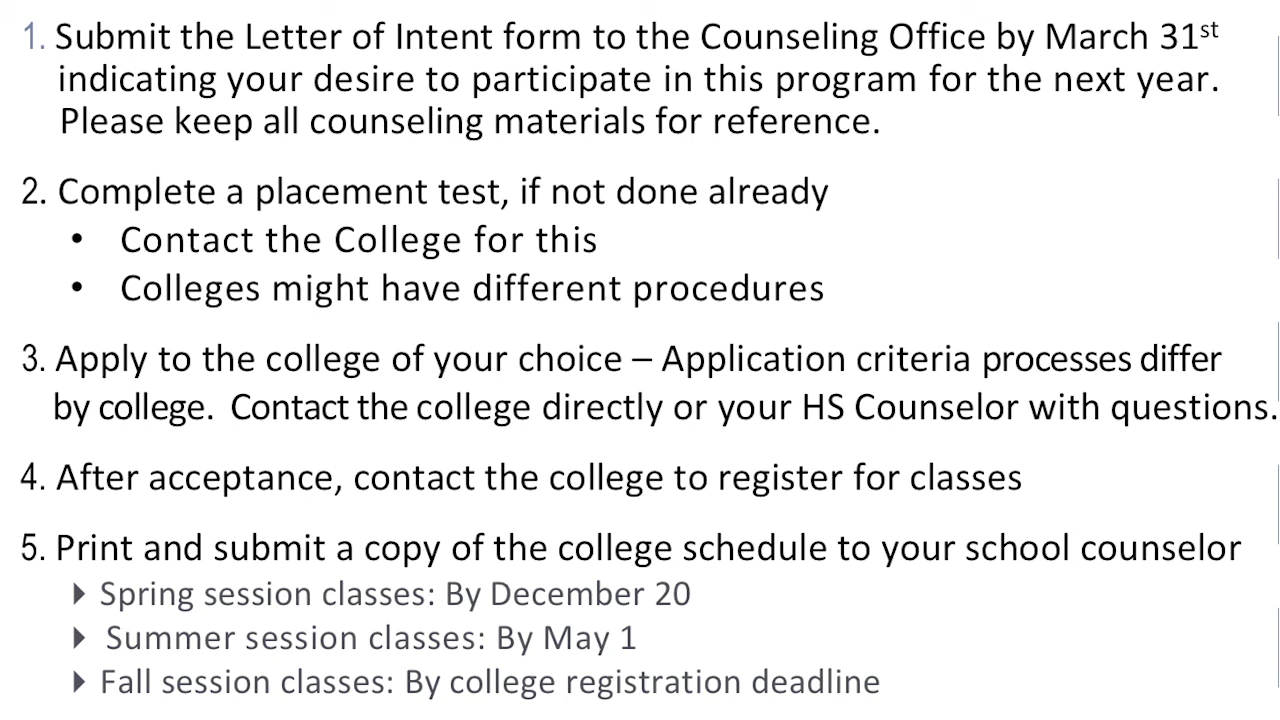 1. Submit the Letter of Intent form to the Counseling Office by March 31st
indicating your desire to participate in this program for the next year.
Please keep all counseling materials for reference.
2. Complete a placement test, if not done already
• Contact the College for this
• Colleges might have different procedures
3. Apply to the college of your choice – Application criteria processes differ
by college. Contact the college directly or your HS Counselor with questions.
4. After acceptance, contact the college to register for classes
5. Print and submit a copy of the college schedule to your school counselor
Spring session classes: By December 20
Summer session classes: By May 1
Fall session classes: By college registration deadline